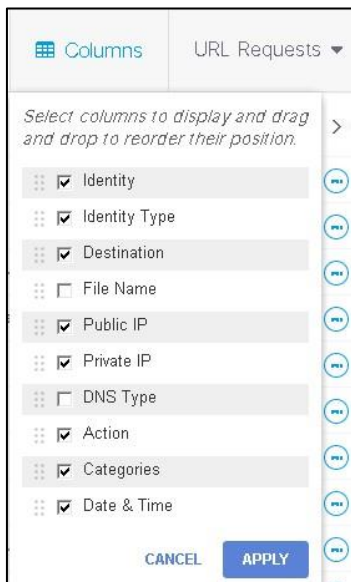 Columns
URL Requests
Select columns to display and drag
and drop to reorder their position.
Identity
Identity Type
Destination
File Name
Public IP
Private IP
DNS Type
Action
Categories
Date & Time
CANCEL
APPLY